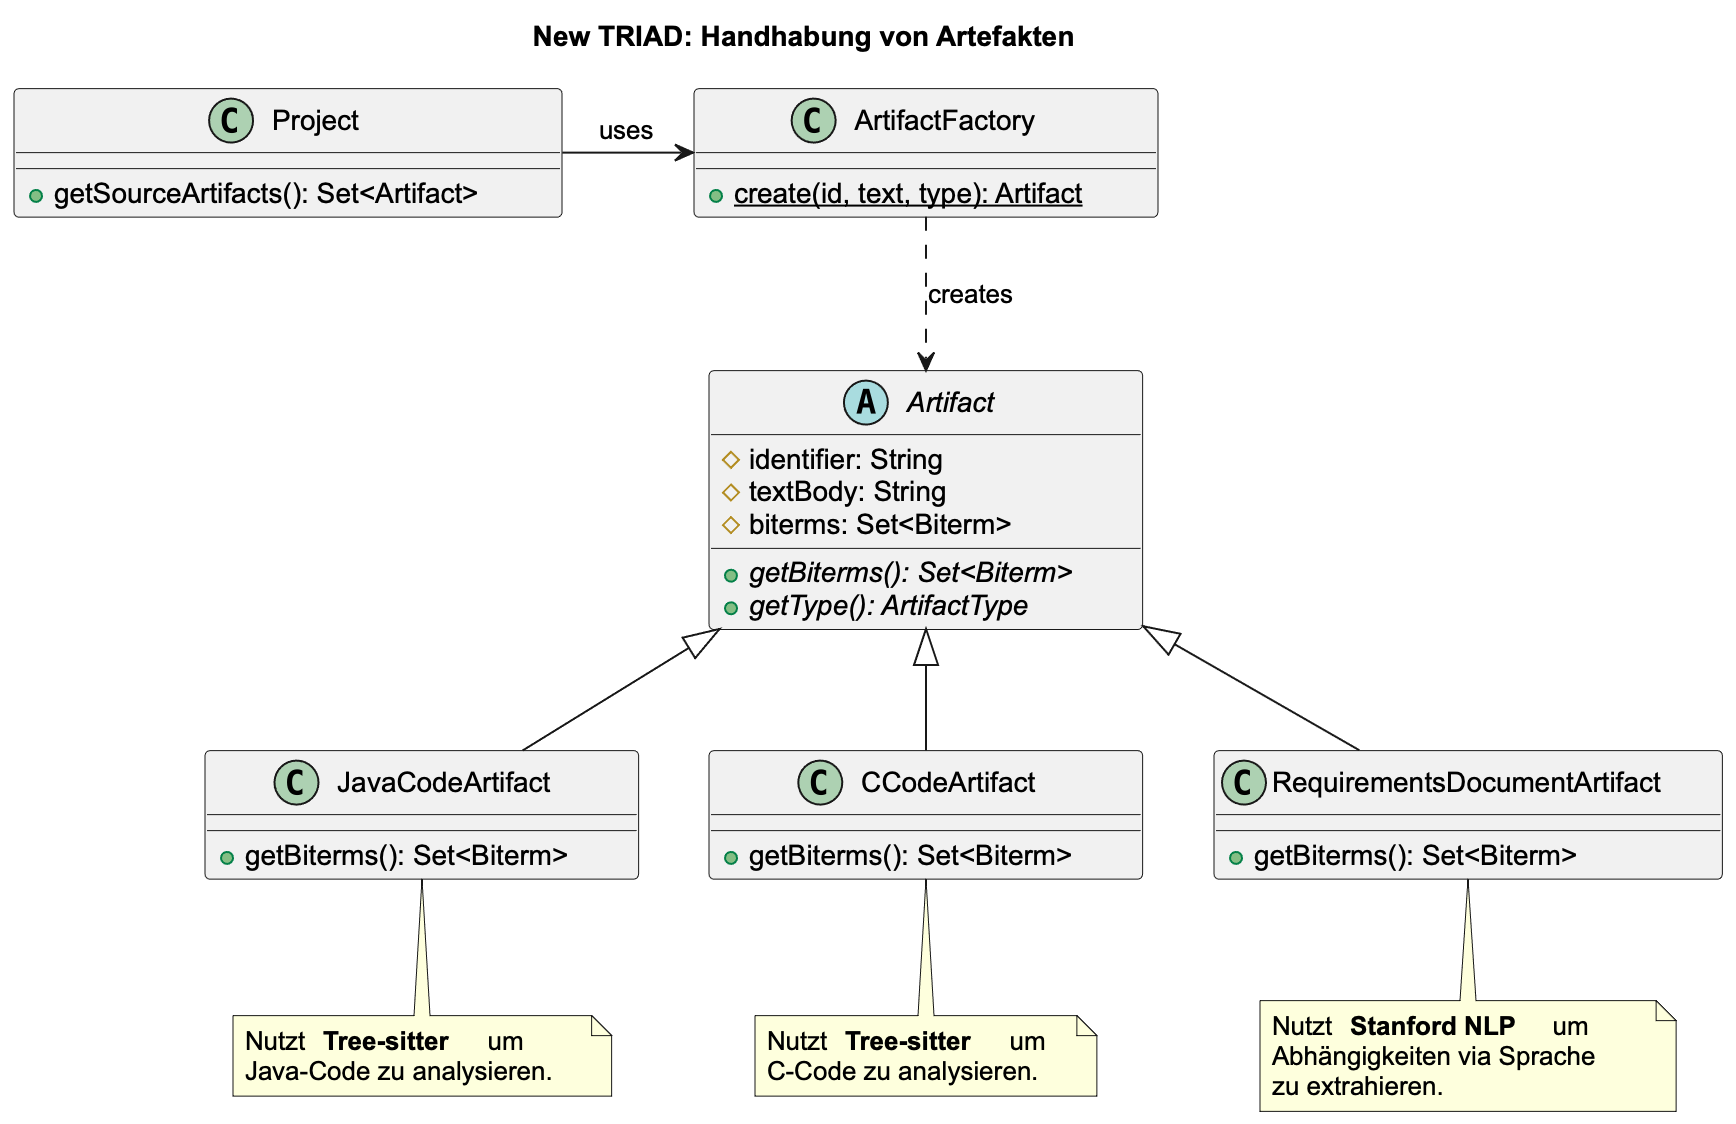 New TRIAD: Handhabung von Artefakten
C Project
getSourceArtifacts(): Set<Artifact>
uses
C ArtifactFactory
create(id, text, type): Artifact
creates
A Artifact
identifier: String
textBody: String
biterms: Set<Biterm>
getBiterms(): Set<Biterm>
getType(): ArtifactType
C JavaCodeArtifact
getBiterms(): Set<Biterm>
C CCodeArtifact
getBiterms(): Set<Biterm>
C RequirementsDocumentArtifact
getBiterms(): Set<Biterm>
Nutzt Tree-sitter um
Java-Code zu analysieren.
Nutzt Tree-sitter um
C-Code zu analysieren.
Nutzt Stanford NLP um
Abhängigkeiten via Sprache
zu extrahieren.